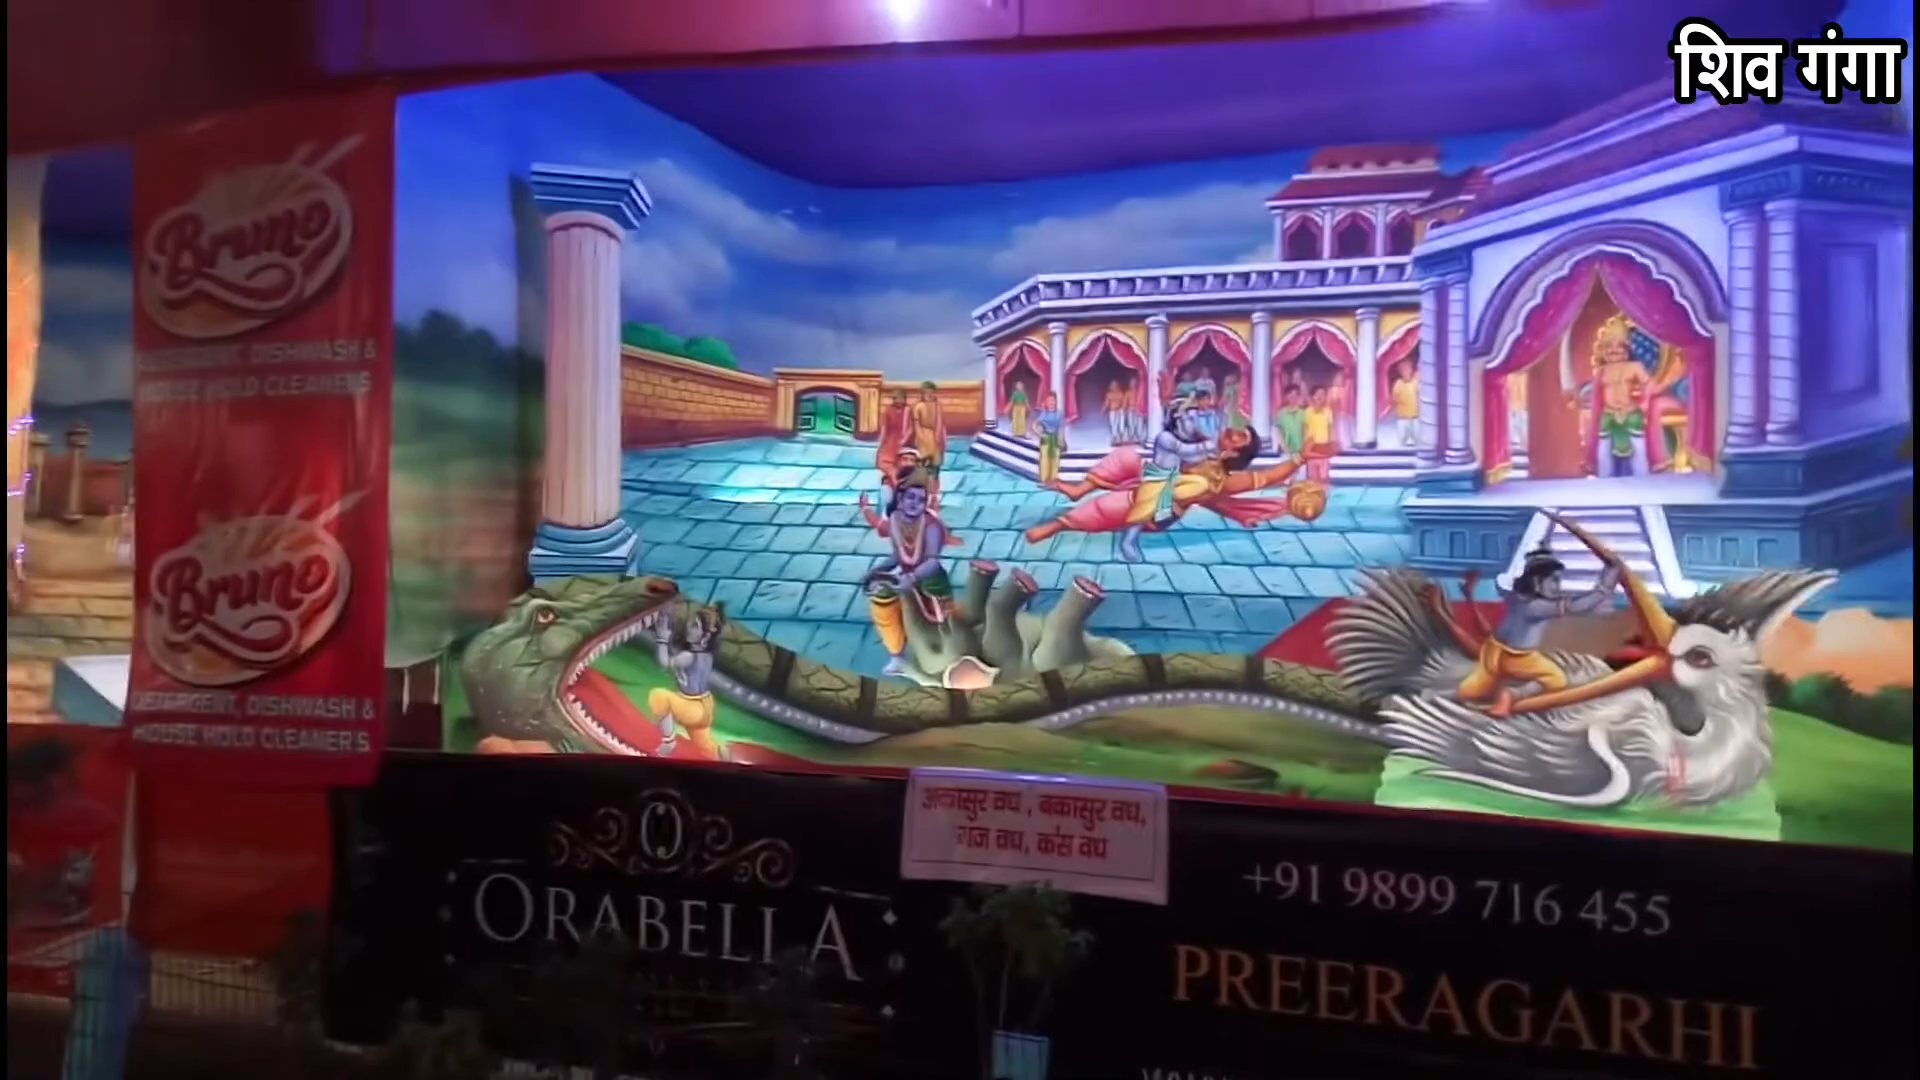 शिव गंगा
Bruno
DETERGENT, DISHWASH &
HOUSE HOLD CLEANERS
Bruno
DETERGENT, DISHWASH &
HOUSE HOLD CLEANERS
अकासुर वध, बकासुर वध,
गज वध, कंस वध
ORABELLA
+91 9899 716 455
PREERAGARHI